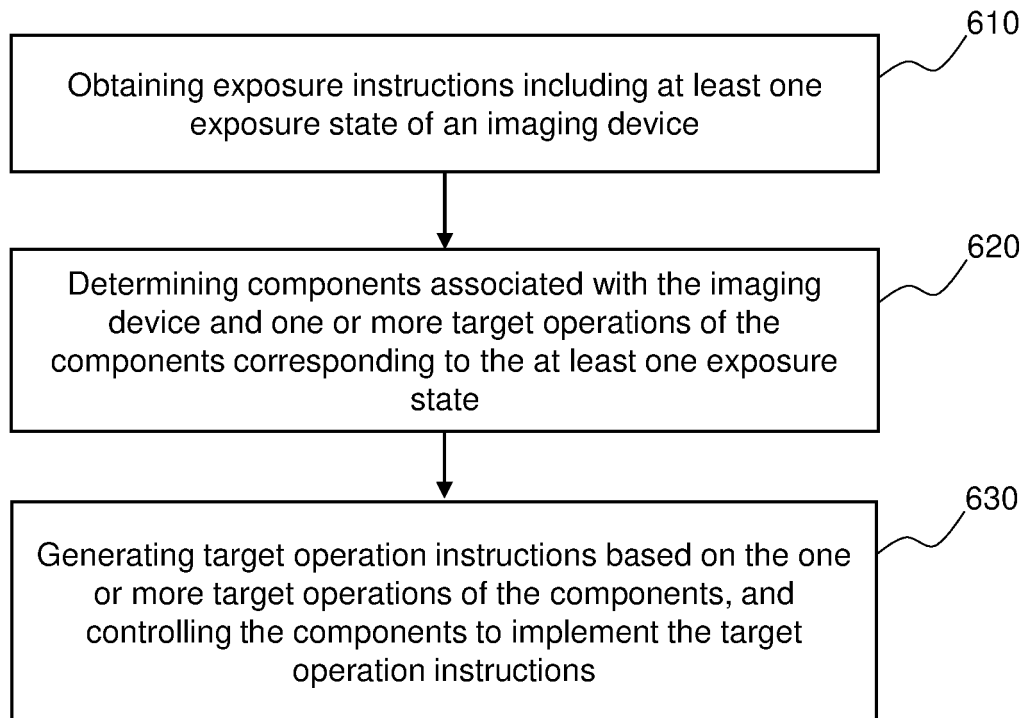 610
Obtaining exposure instructions including at least one
exposure state of an imaging device
620
Determining components associated with the imaging
device and one or more target operations of the
components corresponding to the at least one exposure
state
630
Generating target operation instructions based on the one
or more target operations of the components, and
controlling the components to implement the target
operation instructions